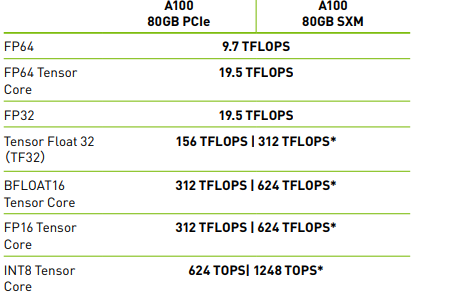 A100 A100
80GB PCIe 80GB SXM
FP64 9.7 TFLOPS
FP64 Tensor 19.5 TFLOPS
Core
FP32 19.5 TFLOPS
Tensor Float 32 156 TFLOPS | 312 TFLOPS*
(TF32)
BFLOAT16 312 TFLOPS | 624 TFLOPS*
Tensor Core
FP16 Tensor 312 TFLOPS | 624 TFLOPS*
Core
INT8 Tensor 624 TOPS| 1248 TOPS*
Core